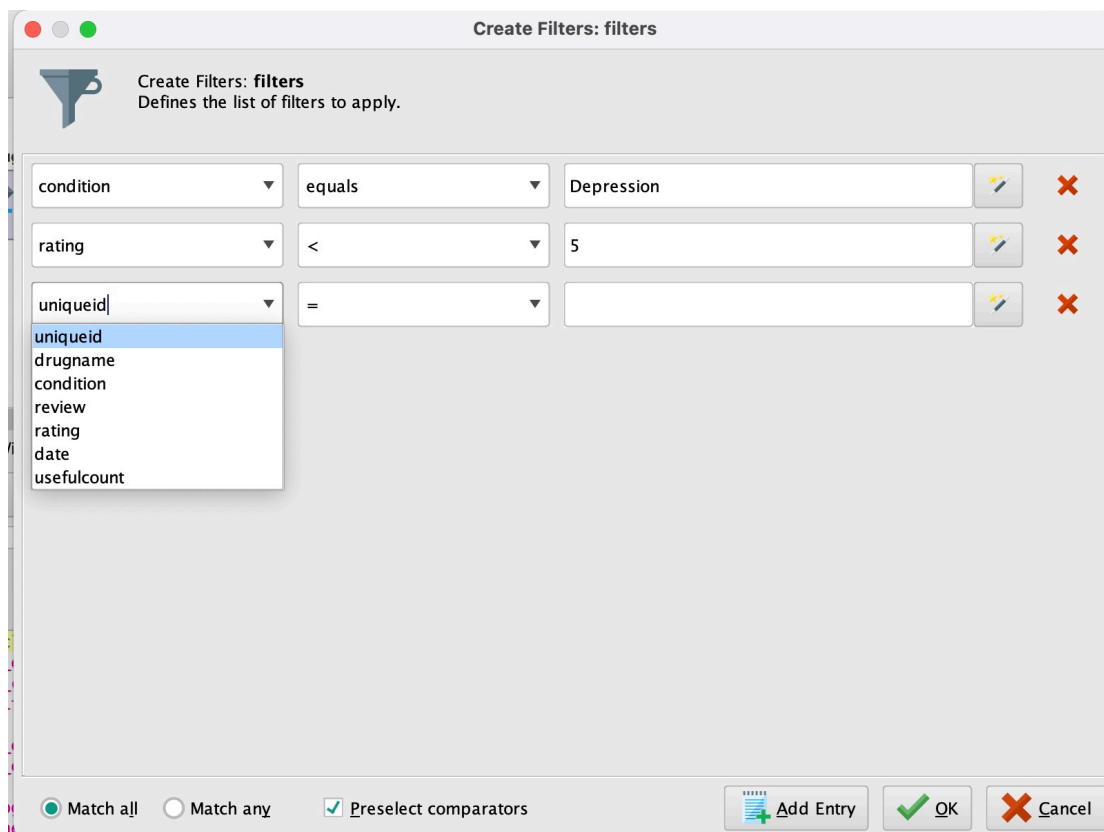 Create Filters: filters
Create Filters: filters
Defines the list of filters to apply.
condition equals Depression
rating < 5
uniqueid =
uniqueid
drugname
condition
review
rating
date
usefulcount
Match all Match any Preselect comparators Add Entry OK Cancel